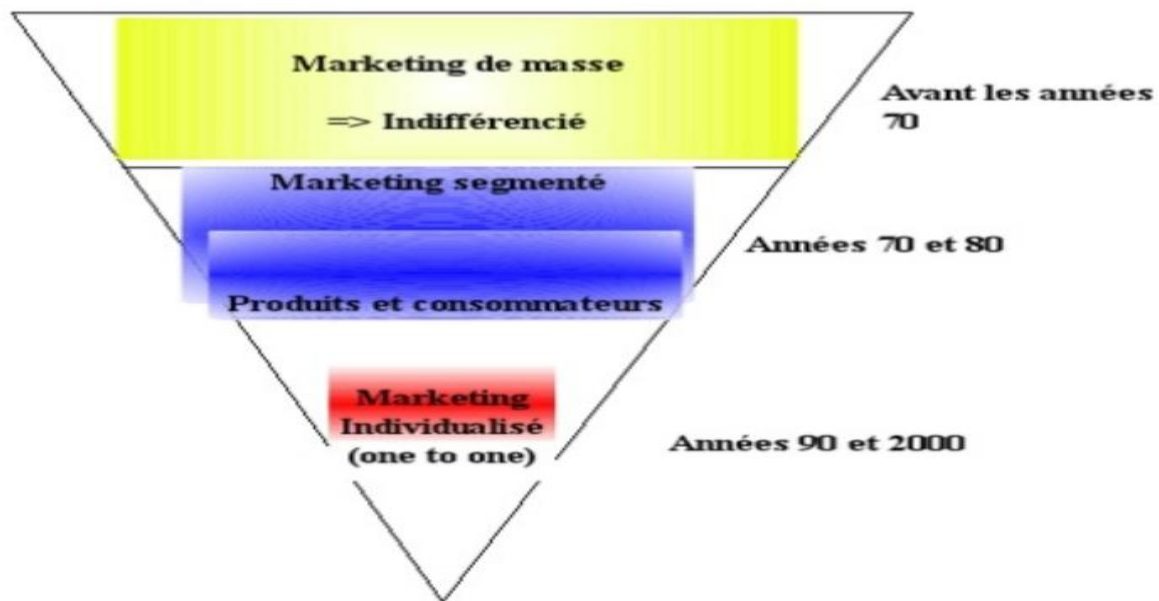 Marketing de masse
=> Indifférencié
Avant les années
70
Marketing segmenté
Années 70 et 80
Produits et consommateurs
Marketing
Individualisé
(one to one)
Années 90 et 2000